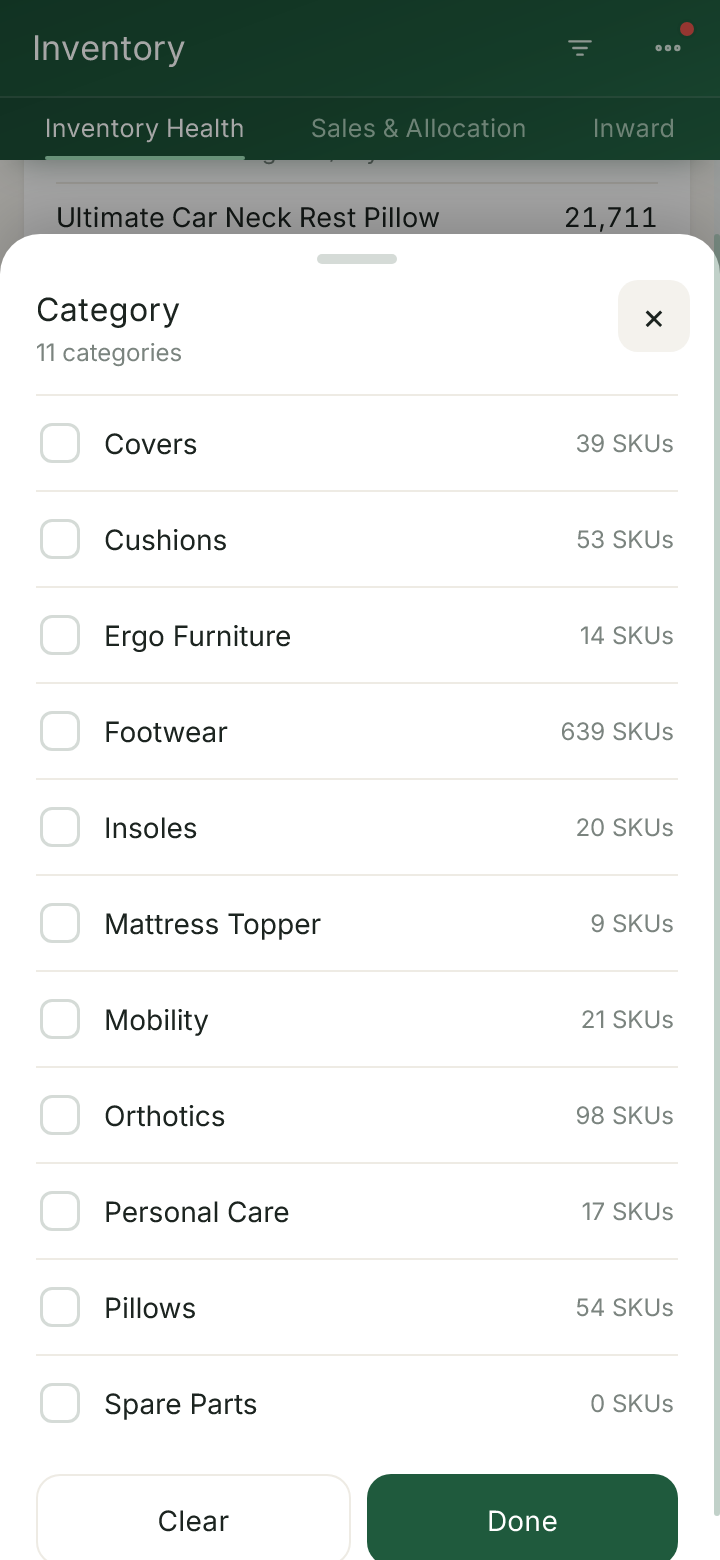 Inventory
Inventory Health
Sales & Allocation
Inward
Ultimate Car Neck Rest Pillow 21,711
Category
11 categories
Covers 39 SKUs
Cushions 53 SKUs
Ergo Furniture 14 SKUs
Footwear 639 SKUs
Insoles 20 SKUs
Mattress Topper 9 SKUs
Mobility 21 SKUs
Orthotics 98 SKUs
Personal Care 17 SKUs
Pillows 54 SKUs
Spare Parts 0 SKUs
Clear
Done